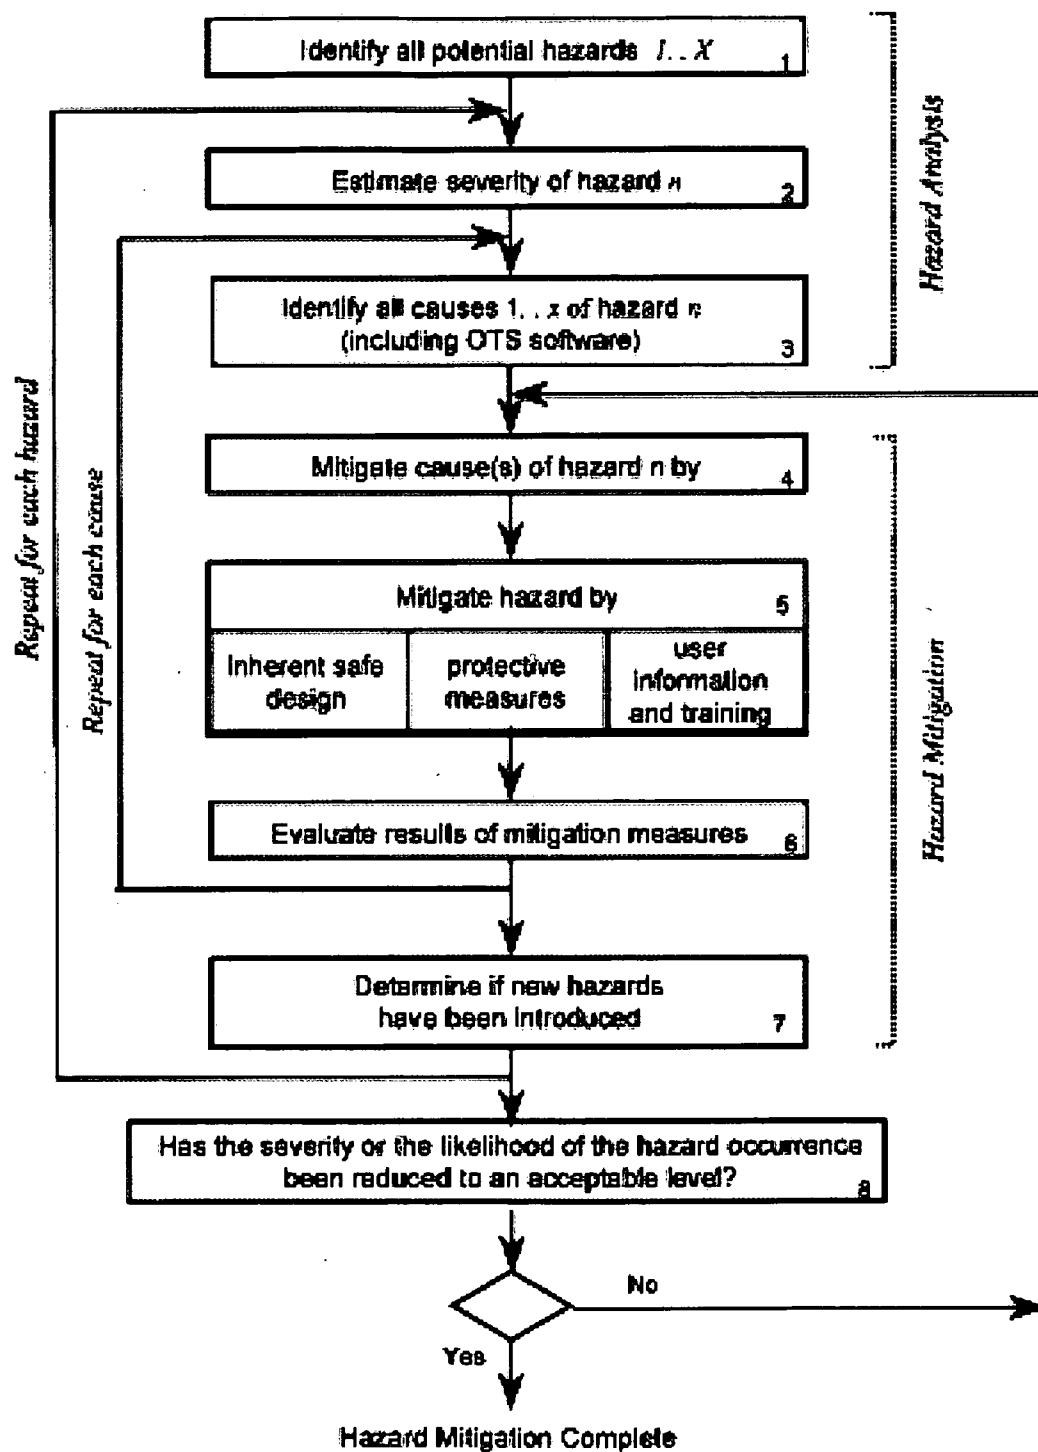 Identify all potential hazards 1. . X
1
Estimate severity of hazard n
2
Identify all causes 1. . x of hazard n
(including OTS software)
3
Hazard Analysis
Mitigate cause(s) of hazard n by
4
Mitigate hazard by
5
Inherent safe
design
protective
measures
user
information
and training
Evaluate results of mitigation measures
6
Determine if new hazards
have been introduced
7
Hazard Mitigation
Repeat for each hazard
Repeat for each cause
Has the severity or the likelihood of the hazard occurrence
been reduced to an acceptable level?
8
No
Yes
Hazard Mitigation Complete